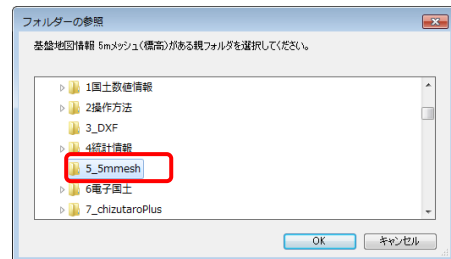 フォルダーの参照
基盤地図情報 5mメッシュ(標高)がある親フォルダを選択してください。
1国土数値情報
2操作方法
3_DXF
4統計情報
5_5mmesh
6電子国土
7_chizutaroPlus
OK キャンセル